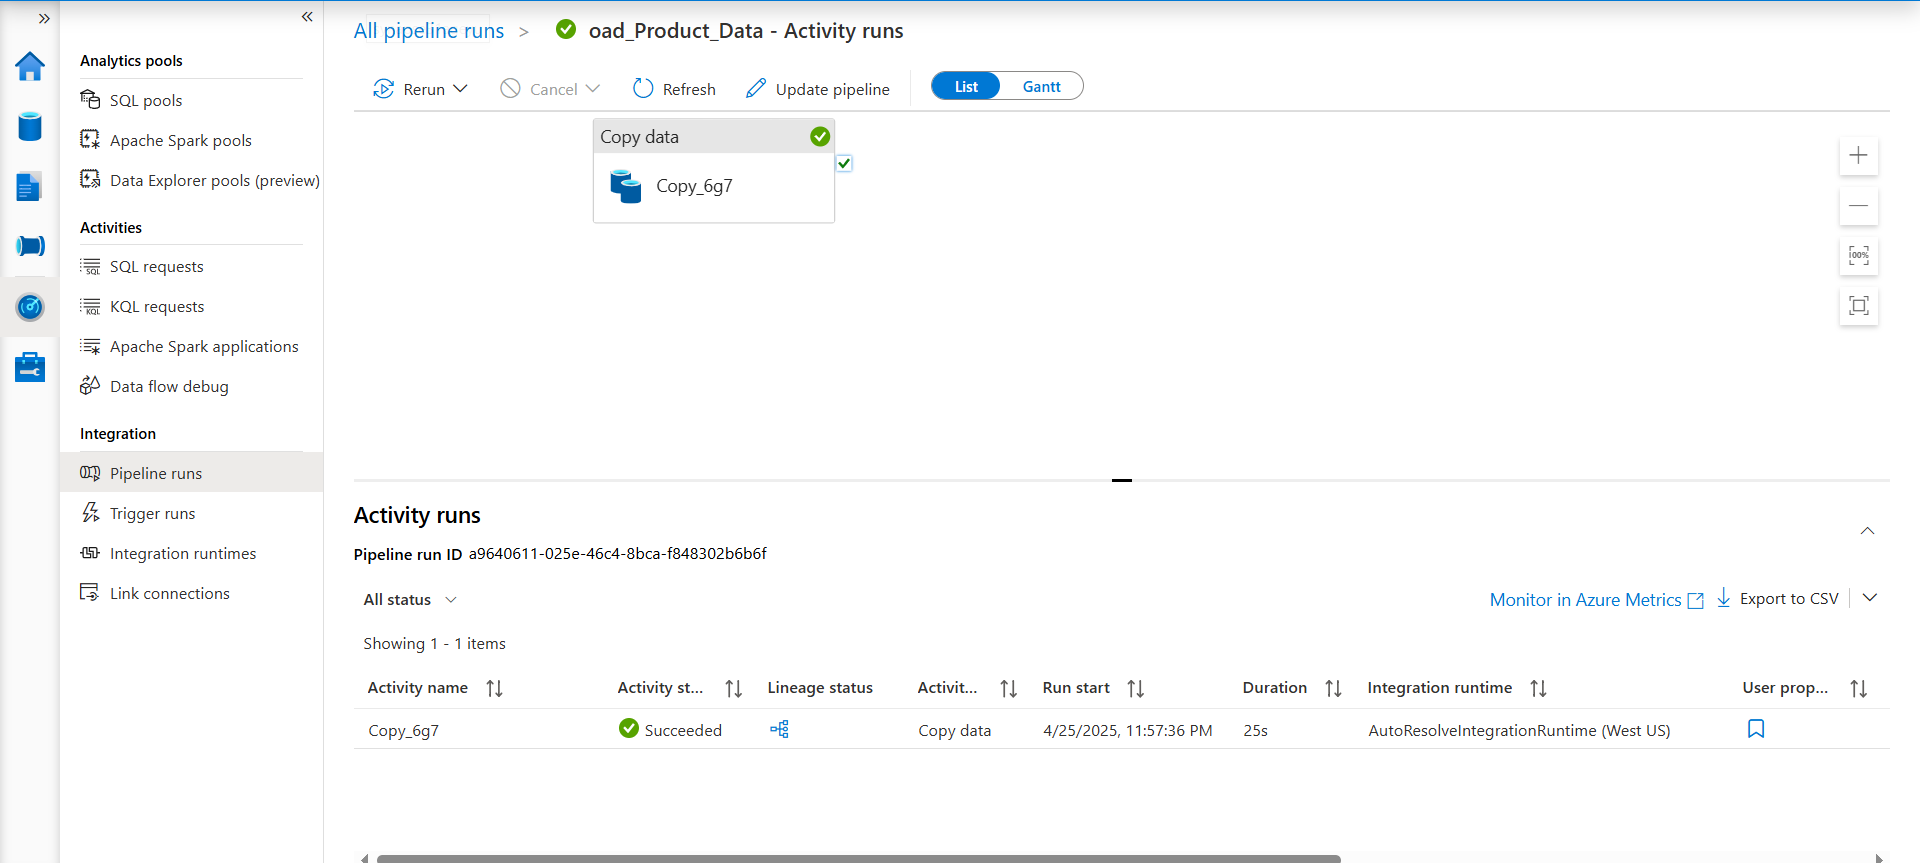 Analytics pools
SQL pools
Apache Spark pools
Data Explorer pools (preview)
Activities
SQL requests
KQL requests
Apache Spark applications
Data flow debug
Integration
Pipeline runs
Trigger runs
Integration runtimes
Link connections
All pipeline runs > oad_Product_Data - Activity runs
Rerun Cancel Refresh Update pipeline List Gantt
Copy data
Copy_6g7
100%
Activity runs
Pipeline run ID a9640611-025e-46c4-8bca-f848302b6b6f
All status Monitor in Azure Metrics Export to CSV
Showing 1 - 1 items
Activity name Activity st... Lineage status Activit... Run start Duration Integration runtime User prop...
Copy_6g7 Succeeded Copy data 4/25/2025, 11:57:36 PM 25s AutoResolveIntegrationRuntime (West US)